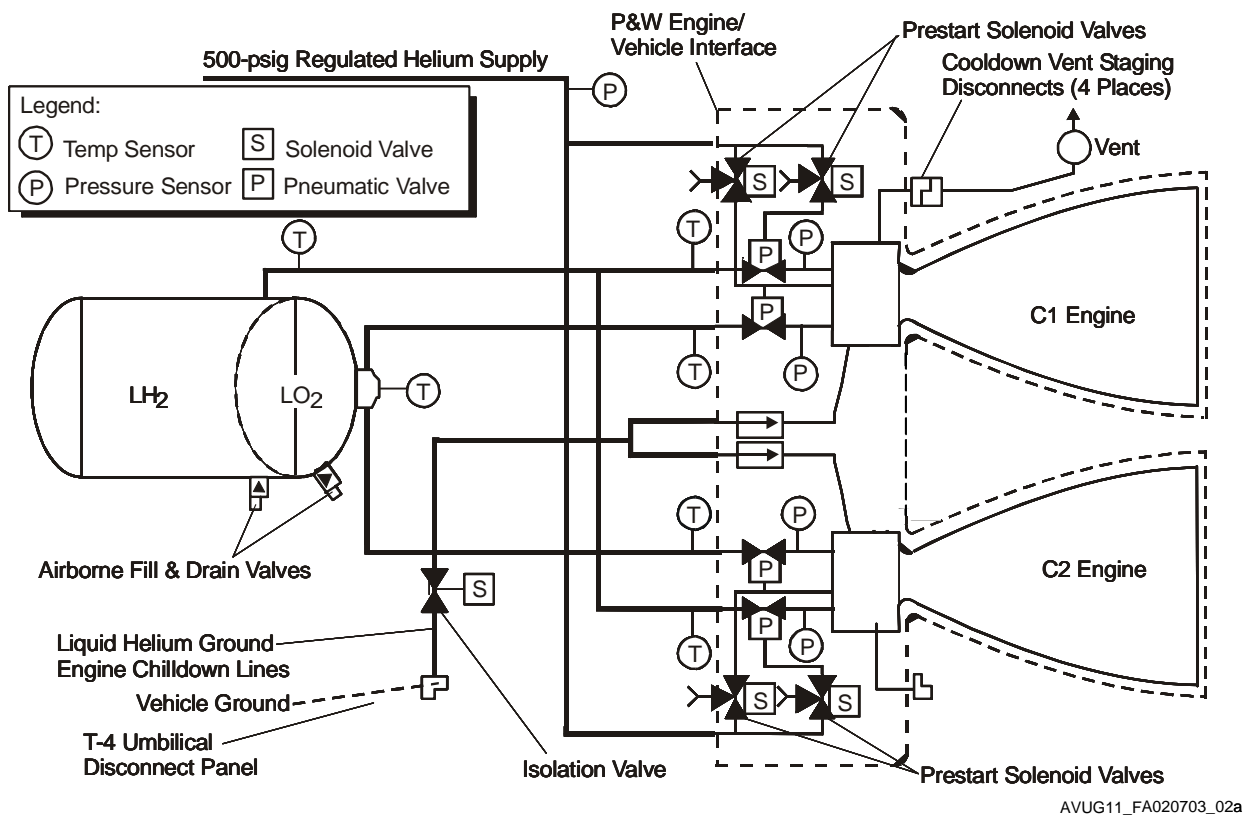 P&W Engine/
Vehicle Interface
Prestart Solenoid Valves
500-psig Regulated Helium Supply
Cooldown Vent Staging
Disconnects (4 Places)
P
Legend:
T Temp Sensor
S Solenoid Valve
P Pressure Sensor
P Pneumatic Valve
Vent
S
S
T
T
P
P
C1 Engine
P
T
P
LH2
LO2
T
T
P
C2 Engine
P
Airborne Fill & Drain Valves
S
P
T
P
Liquid Helium Ground
Engine Chilldown Lines
Vehicle Ground
S
S
T-4 Umbilical
Disconnect Panel
Isolation Valve
Prestart Solenoid Valves
AVUG11_FA020703_02a